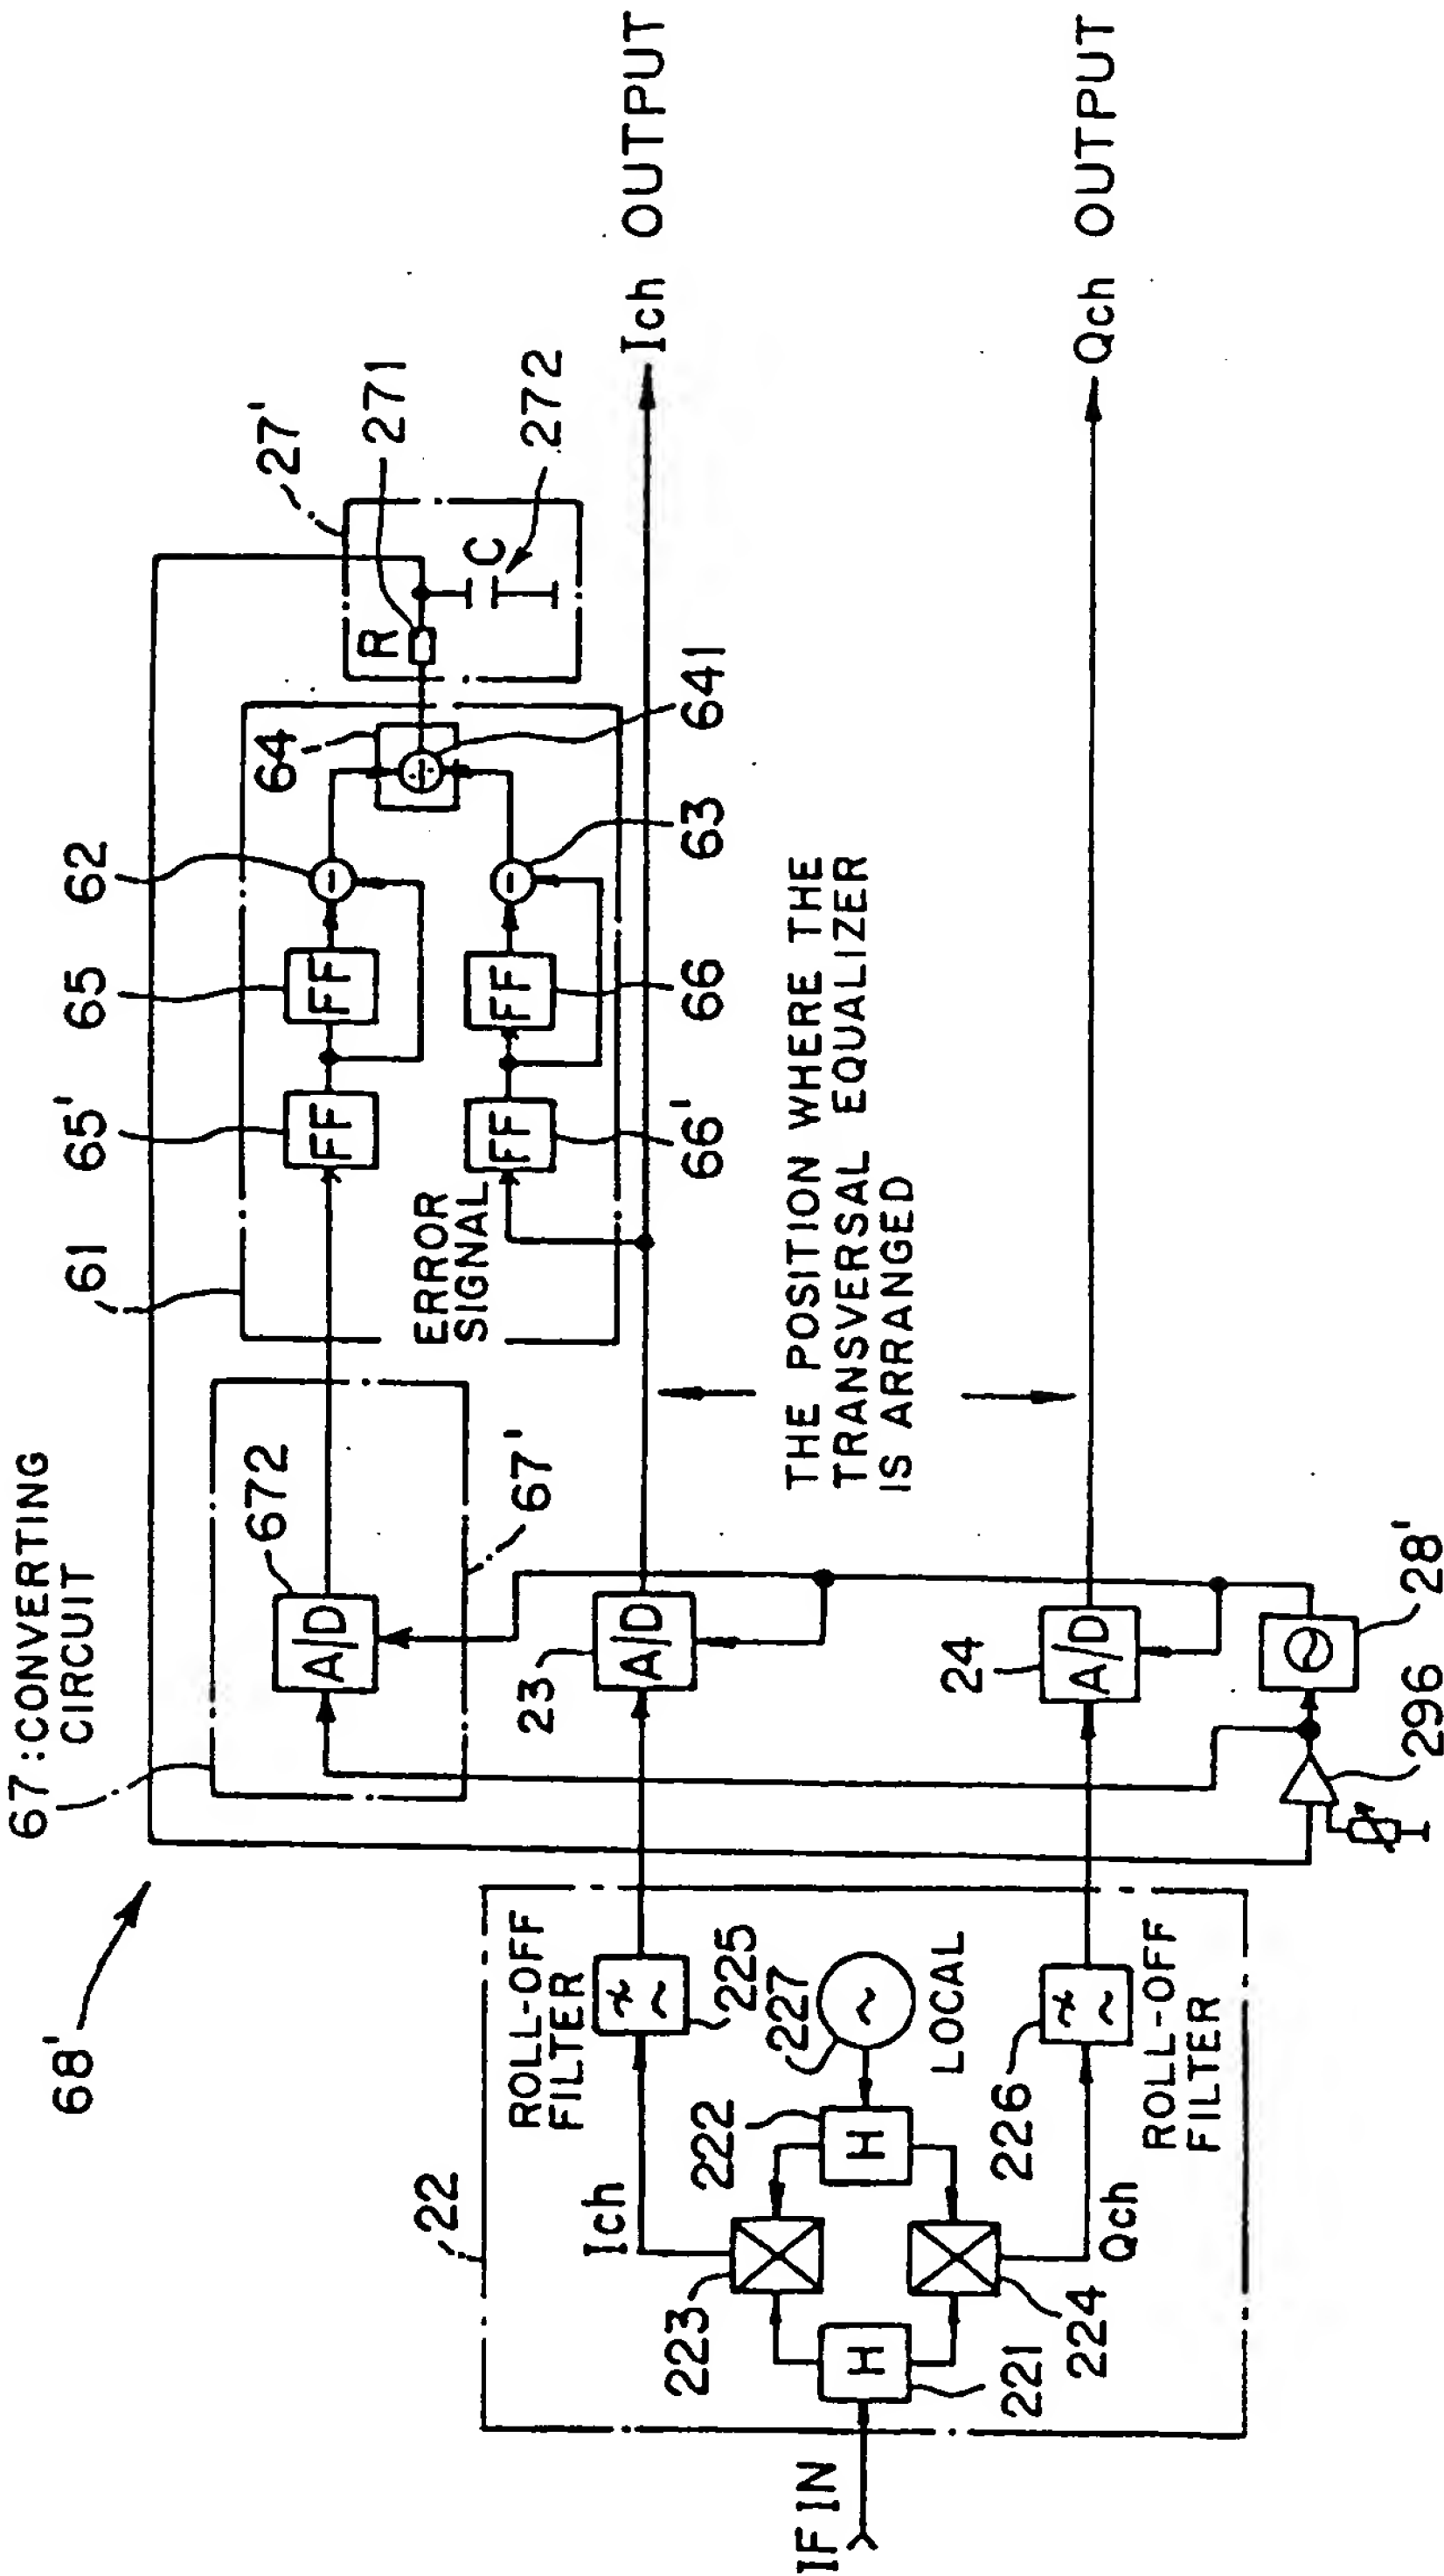 68'
67:CONVERTING
CIRCUIT
67'
672
A/D
61
65'
65
62
FF
FF
64
641
27'
271
R
C
272
ERROR
SIGNAL
FF
FF
66'
66
63
Ich OUTPUT
THE POSITION WHERE THE
TRANSVERSAL EQUALIZER
IS ARRANGED
Qch OUTPUT
23
A/D
24
A/D
28'
296
22
ROLL-OFF
FILTER
225
Ich
222
H
227
LOCAL
223
224
H
221
IF IN
226
Qch
ROLL-OFF
FILTER